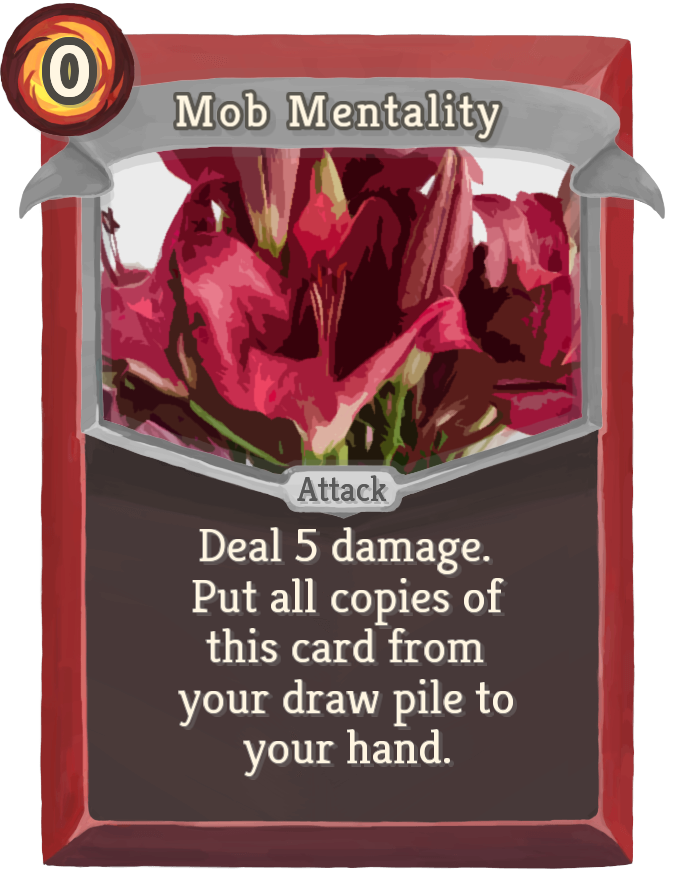 0
Mob Mentality
Attack
Deal 5 damage.
Put all copies of
this card from
your draw pile to
your hand.